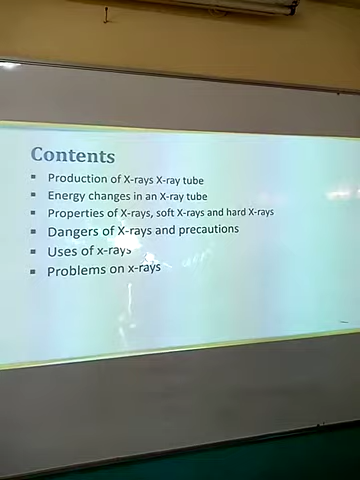 Contents
▪ Production of X-rays X-ray tube
▪ Energy changes in an X-ray tube
▪ Properties of X-rays, soft X-rays and hard X-rays
▪ Dangers of X-rays and precautions
▪ Uses of x-rays
▪ Problems on x-rays